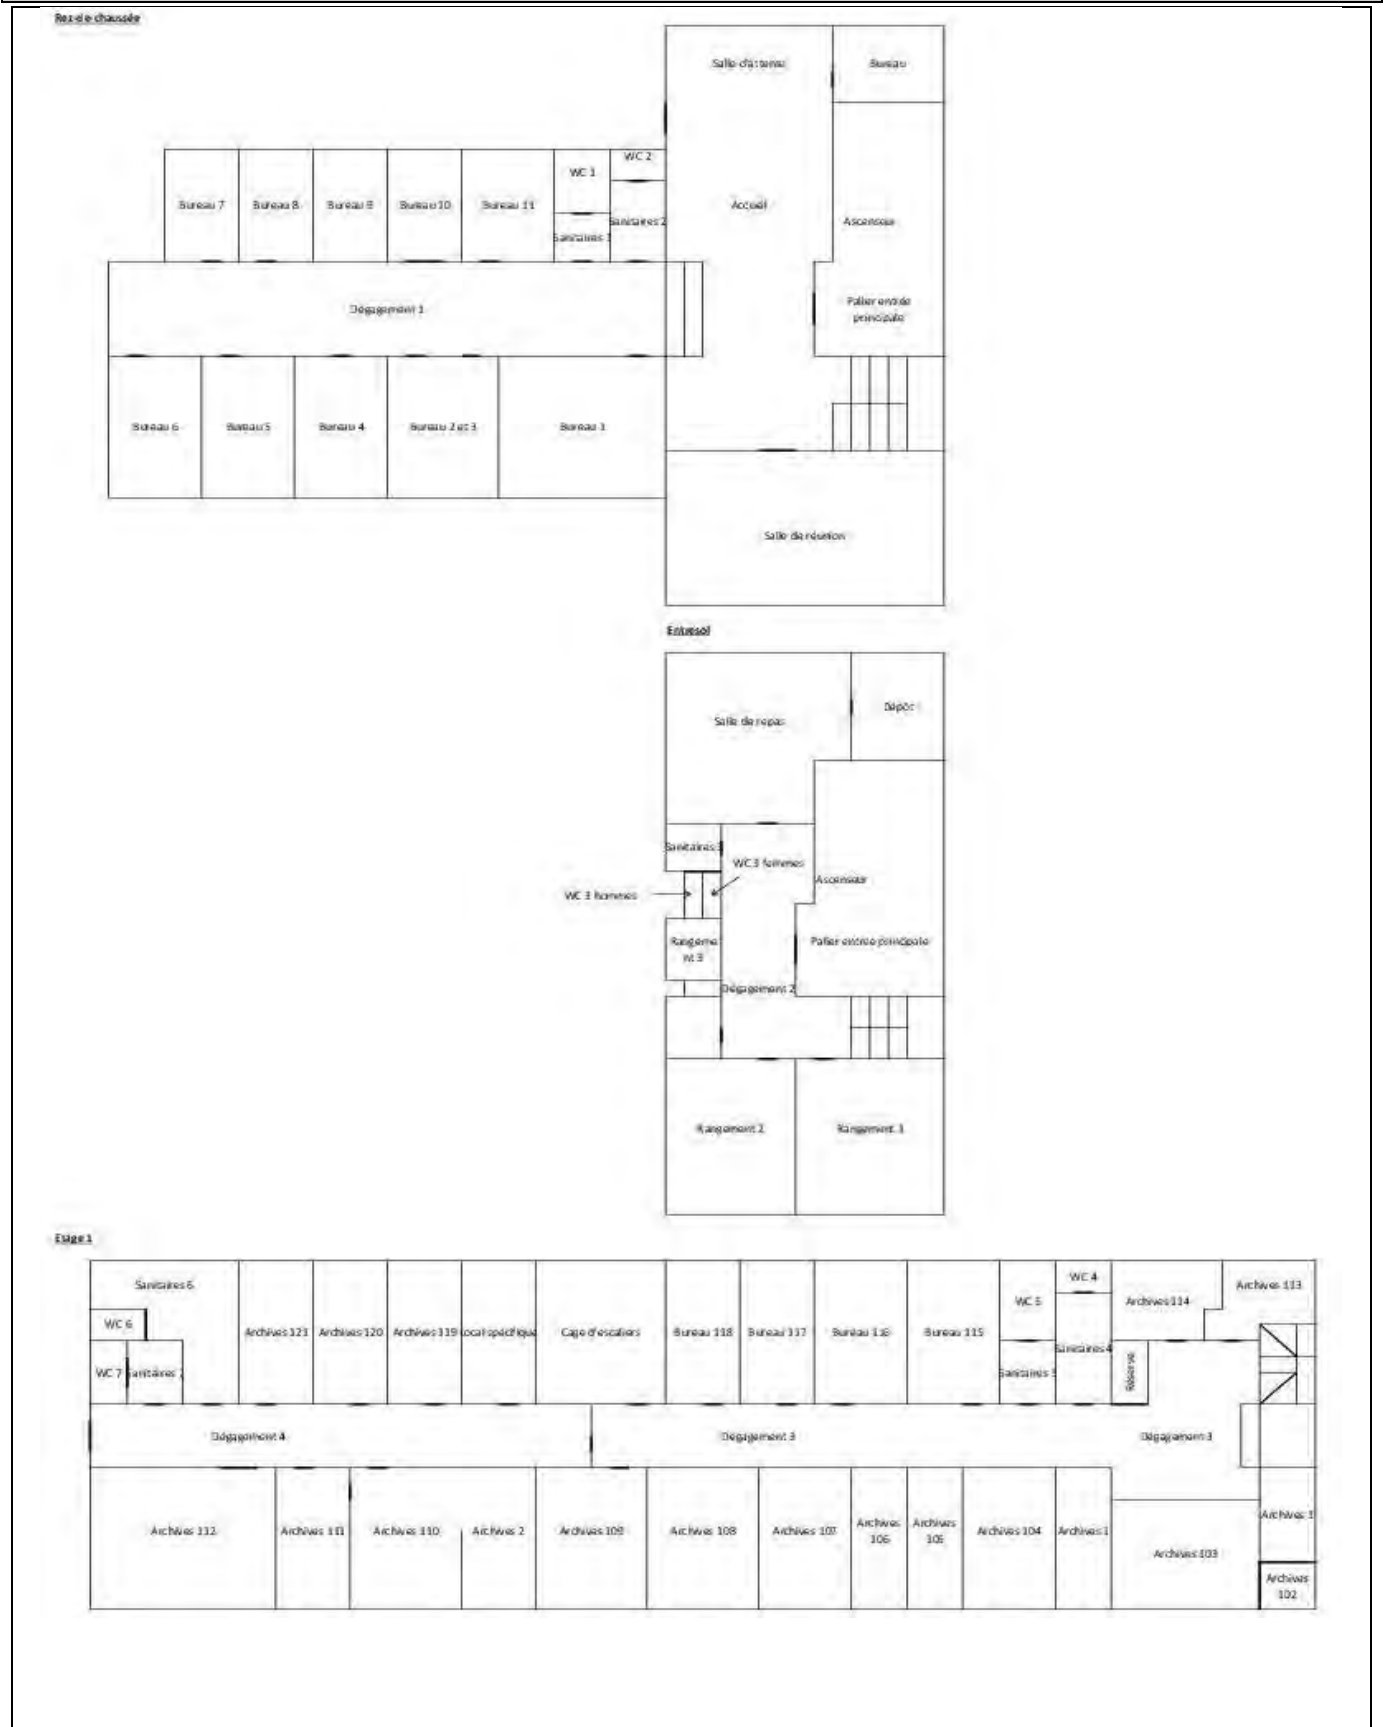 Rez-de-chaussée
Salle d'attente
Bureau
WC 2
WC 1
Bureau 7
Bureau 8
Bureau 9
Bureau 10
Bureau 11
Accueil
Sanitaires 2
Ascenseur
Sanitaires 1
Dégagement 1
Palier entrée
principale
Bureau 6
Bureau 5
Bureau 4
Bureau 2 et 3
Bureau 1
Salle de réunion
Entresol
Salle de repas
Dépôt
Sanitaires 3
WC 3 femmes
Ascenseur
WC 3 hommes
Rangeme
nt 3
Palier entrée principale
Dégagement 2
Rangement 2
Rangement 1
Etage 1
Sanitaires 6
WC 4
Archives 113
WC 5
Archives 114
WC 6
Archives 121
Archives 120
Archives 119
Local spécifique
Cage d'escaliers
Bureau 118
Bureau 117
Bureau 116
Bureau 115
Sanitaires 4
WC 7
Sanitaires 7
Sanitaires 5
Réserve
Dégagement 4
Dégagement 3
Dégagement 3
Archives 112
Archives 111
Archives 110
Archives 2
Archives 109
Archives 108
Archives 107
Archives
106
Archives
105
Archives 104
Archives 1
Archives 103
Archives 1
Archives
102